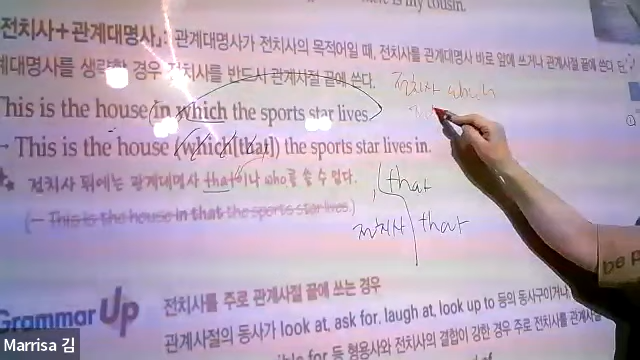 is my cousin.
전치사+관계대명사」: 관계대명사가 전치사의 목적어일 때, 전치사를 관계대명사 바로 앞에 쓰거나 관계사절 끝에 쓴다. 단,
계대명사를 생략할 경우 전치사를 반드시 관계사절 끝에 쓴다.
전치사 which
This is the house (in which the sports star lives.)
→ This is the house (which[that]) the sports star lives in.
전치사 뒤에는 관계대명사 that이나 who를 쓸 수 없다.
, (that
(← This is the house in that the sports star lives.)
전치사 that
be p
Grammar Up 전치사를 주로 관계사절 끝에 쓰는 경우
관계사절의 동사가 look at, ask for, laugh at, look up to 등의 동사구이거나,
for 등 형용사와 전치사의 결합이 강한 경우 주로 전치사를 관계사절
Marrisa 김